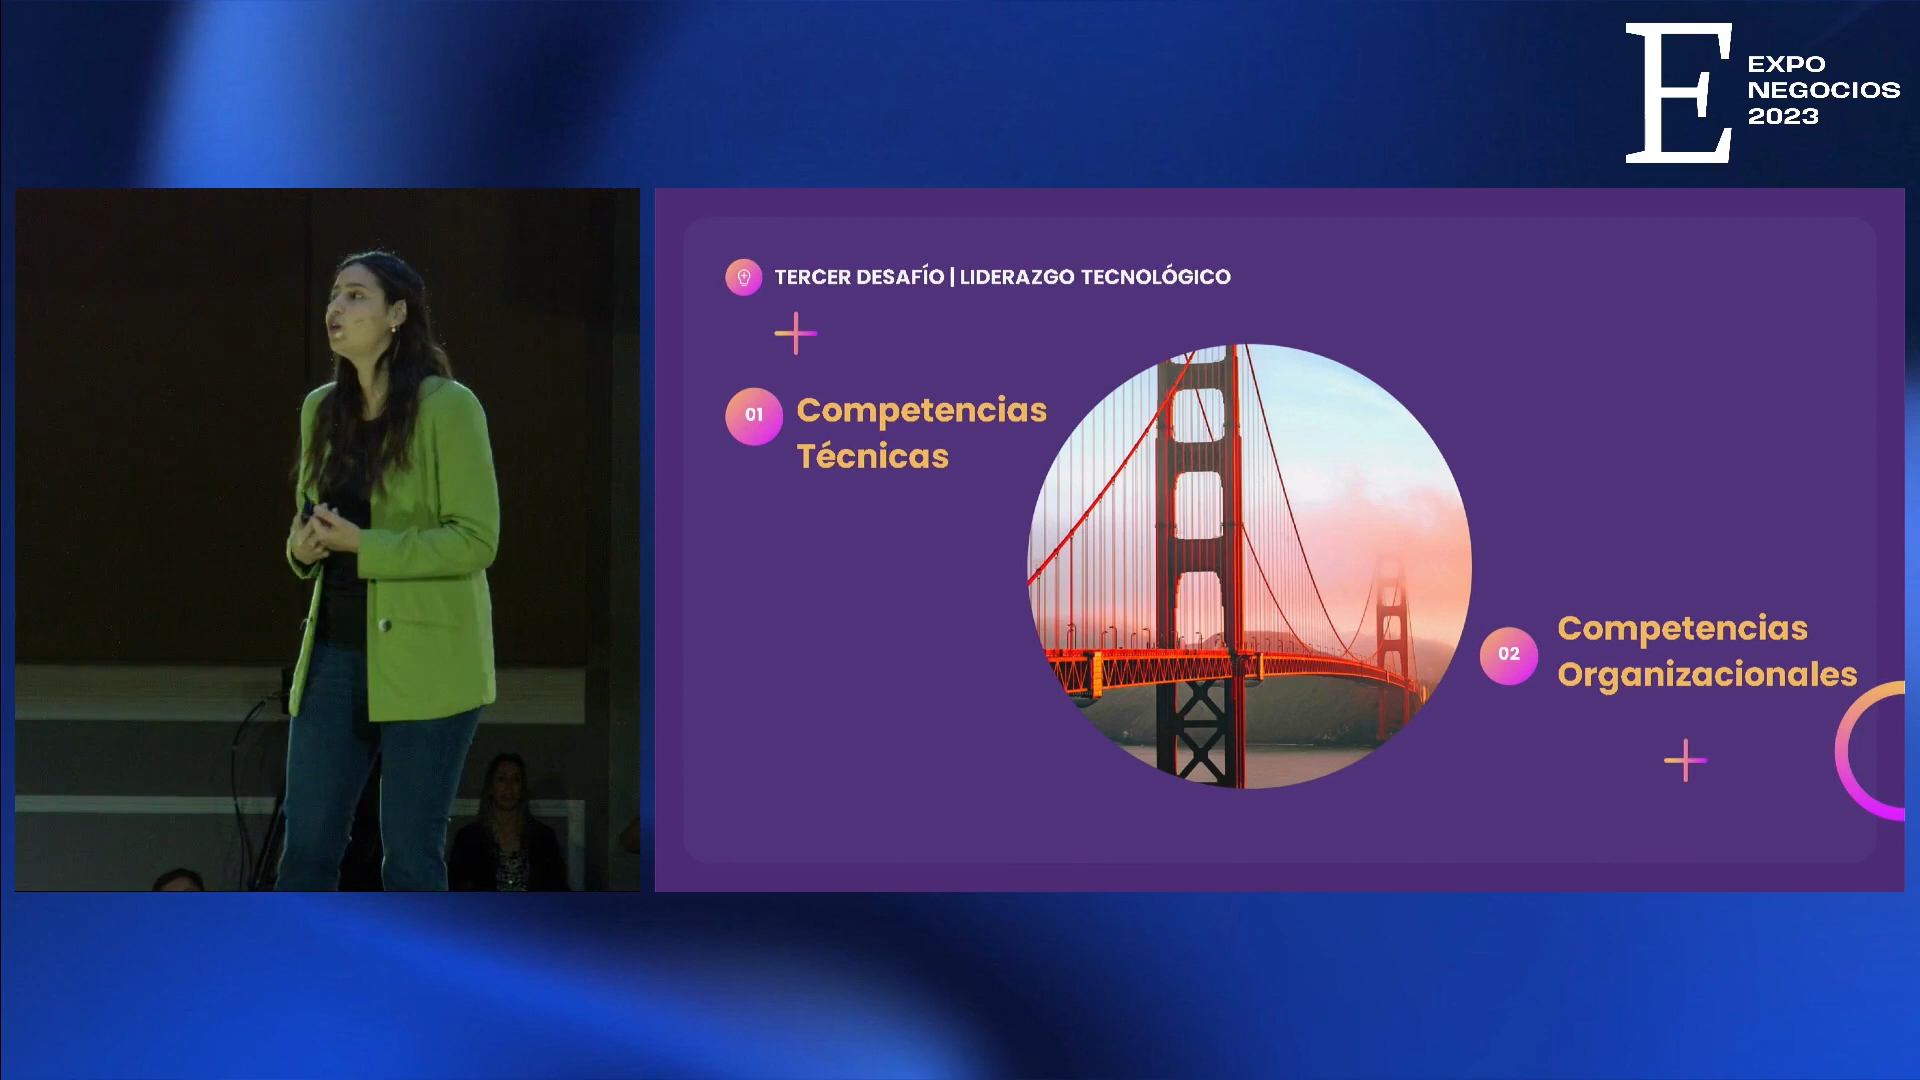 E
EXPO
NEGOCIOS
2023
TERCER DESAFÍO | LIDERAZGO TECNOLÓGICO
01
Competencias
Técnicas
02
Competencias
Organizacionales